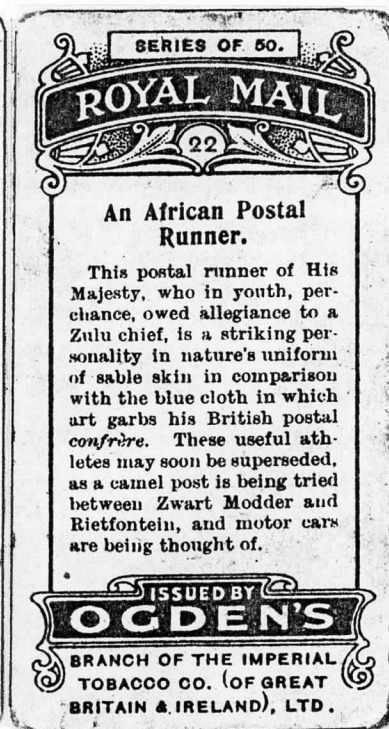 SERIES OF 50.
ROYAL MAIL
22
An African Postal
Runner.
This postal runner of His
Majesty, who in youth, per-
chance, owed allegiance to a
Zulu chief, is a striking per-
sonality in nature's uniform
of sable skin in comparison
with the blue cloth in which
art garbs his British postal
confrère. These useful ath-
letes may soon be superseded,
as a camel post is being tried
between Zwart Modder and
Rietfontein, and motor cars
are being thought of.
ISSUED BY
OGDEN'S
BRANCH OF THE IMPERIAL
TOBACCO CO. (OF GREAT
BRITAIN & IRELAND), LTD.